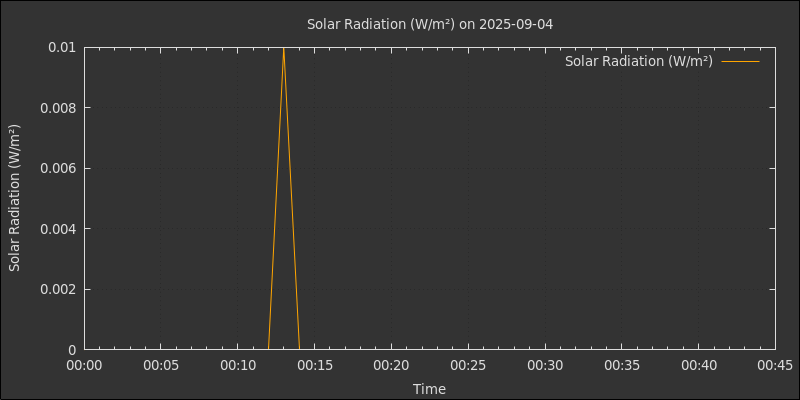 Solar Radiation (W/m²) on 2025-09-04
Solar Radiation (W/m²)
Solar Radiation (W/m²)
0.01
0.008
0.006
0.004
0.002
0
00:00 00:05 00:10 00:15 00:20 00:25 00:30 00:35 00:40 00:45
Time